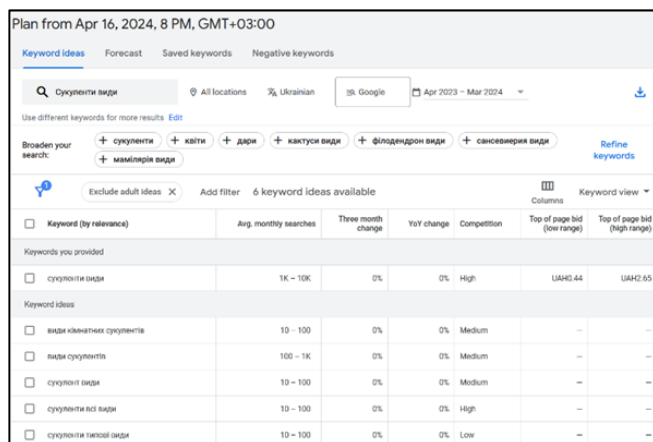 Plan from Apr 16, 2024, 8 PM, GMT+03:00
Keyword ideas Forecast Saved keywords Negative keywords
Сукуленти види All locations Ukrainian Google Apr 2023 – Mar 2024
Use different keywords for more results Edit
Broaden your search: + сукуленти + квіти + дари + кактуси види + філодендрон види + сансевиерия види
+ мамілярія види
Refine keywords
1 Exclude adult ideas Add filter 6 keyword ideas available Columns Keyword view
Keyword (by relevance) Avg. monthly searches Three month change YoY change Competition Top of page bid (low range) Top of page bid (high range)
Keywords you provided
сукуленти види 1K – 10K 0% 0% High UAH0.44 UAH2.65
Keyword ideas
види кімнатних сукулентів 10 – 100 0% 0% Medium – –
види сукулентів 100 – 1K 0% 0% Medium – –
сукулент види 10 – 100 0% 0% Medium – –
сукуленти всі види 10 – 100 0% 0% High – –
сукуленти типові види 10 – 100 0% 0% Low – –